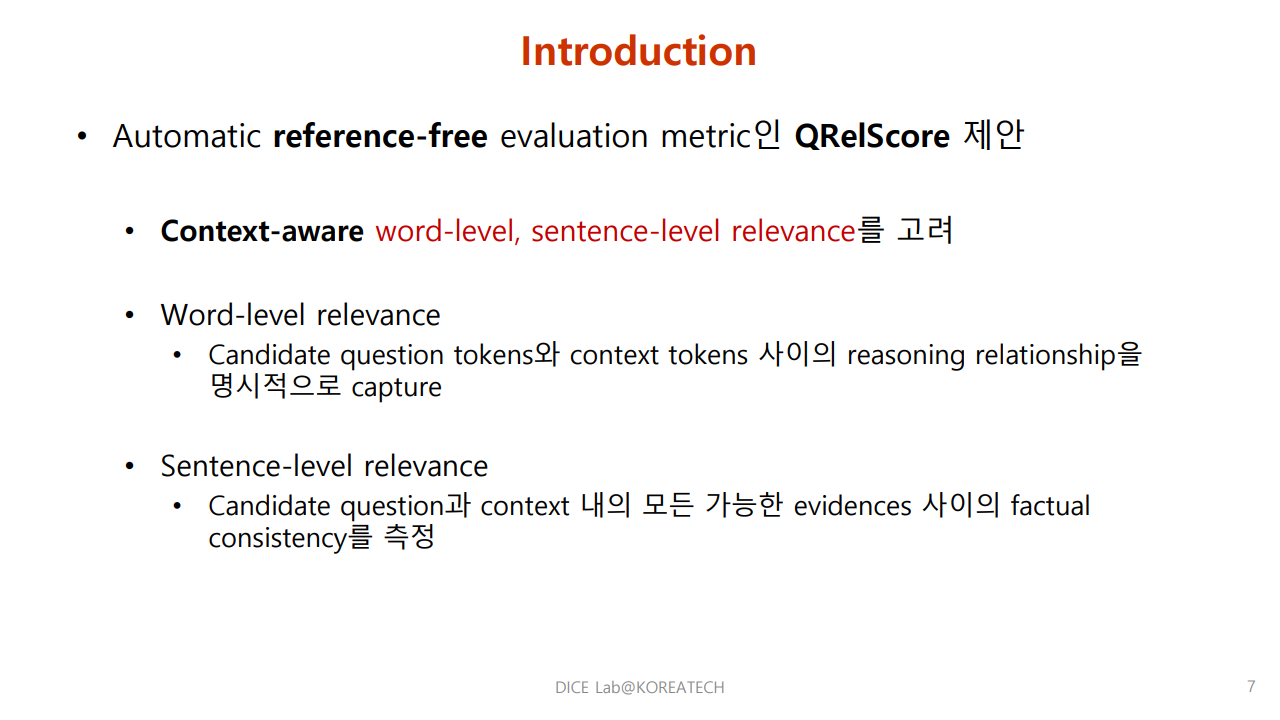 Introduction
• Automatic reference-free evaluation metric인 QRelScore 제안
• Context-aware word-level, sentence-level relevance를 고려
• Word-level relevance
• Candidate question tokens와 context tokens 사이의 reasoning relationship을
명시적으로 capture
• Sentence-level relevance
• Candidate question과 context 내의 모든 가능한 evidences 사이의 factual
consistency를 측정
DICE Lab@KOREATECH
7